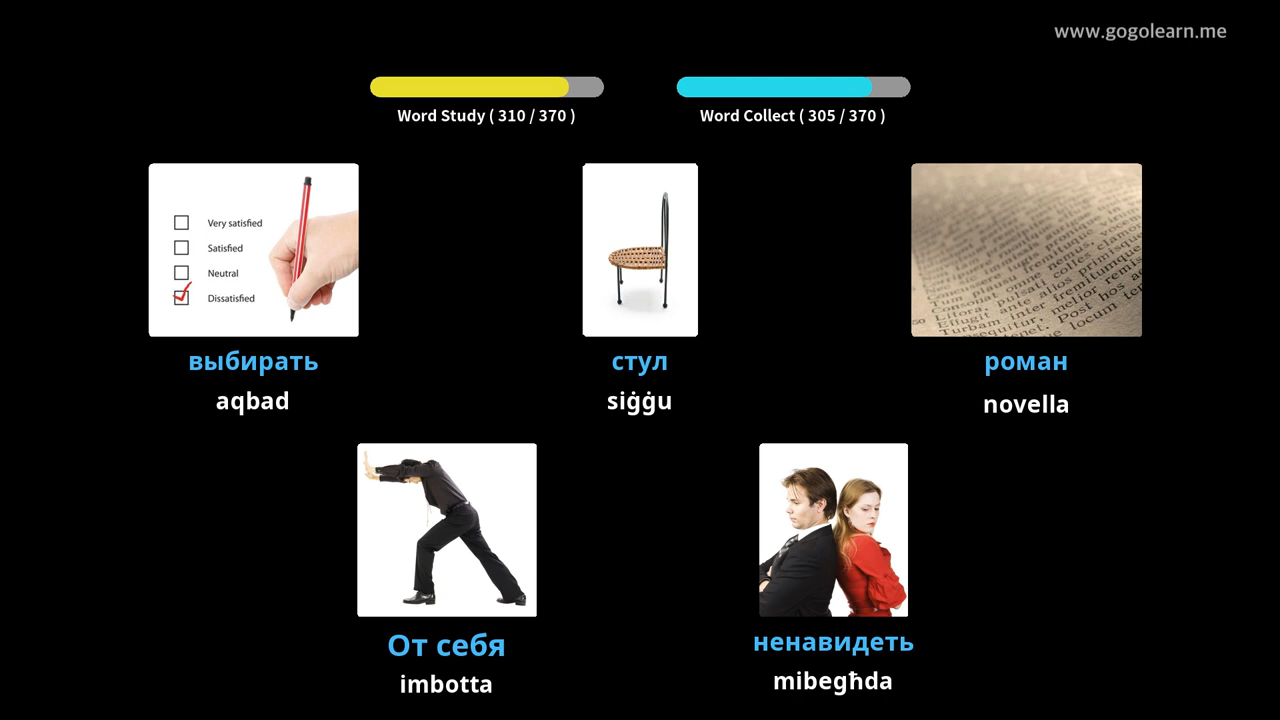 www.gogolearn.me
Word Study ( 310 / 370 )
Word Collect ( 305 / 370 )
Very satisfied
Satisfied
Neutral
Dissatisfied
выбирать
aqbad
стул
siġġu
роман
novella
От себя
imbotta
ненавидеть
mibegħda